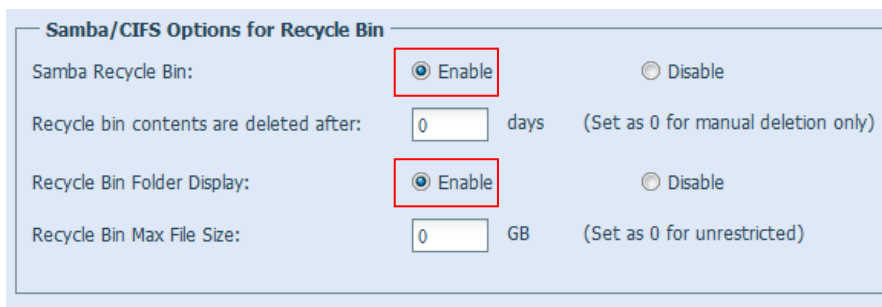 Samba/CIFS Options for Recycle Bin
Samba Recycle Bin: Enable Disable
Recycle bin contents are deleted after: 0 days (Set as 0 for manual deletion only)
Recycle Bin Folder Display: Enable Disable
Recycle Bin Max File Size: 0 GB (Set as 0 for unrestricted)